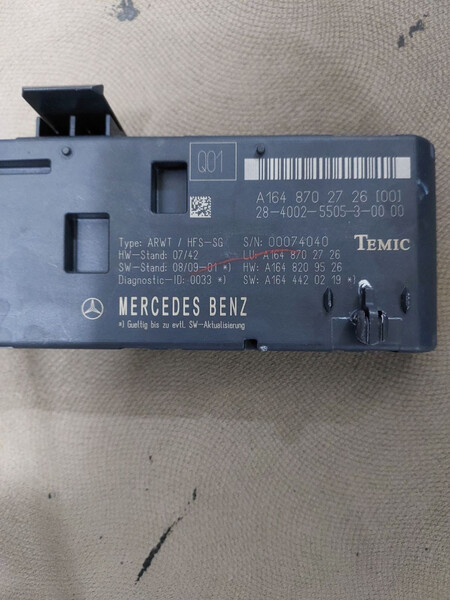 Q01
A164 870 27 26 [00]
28-4002-5505-3-00 00
Type: ARWT / HFS-SG S/N: 00074040
HW-Stand: 07/42 LU: A164 870 27 26
SW-Stand: 08/09-01 *) HW: A164 820 95 26
Diagnostic-ID: 0033 *) SW: A164 442 02 19 *)
TEMIC
MERCEDES BENZ
*) Gueltig bis zu evtl. SW-Aktualisierung